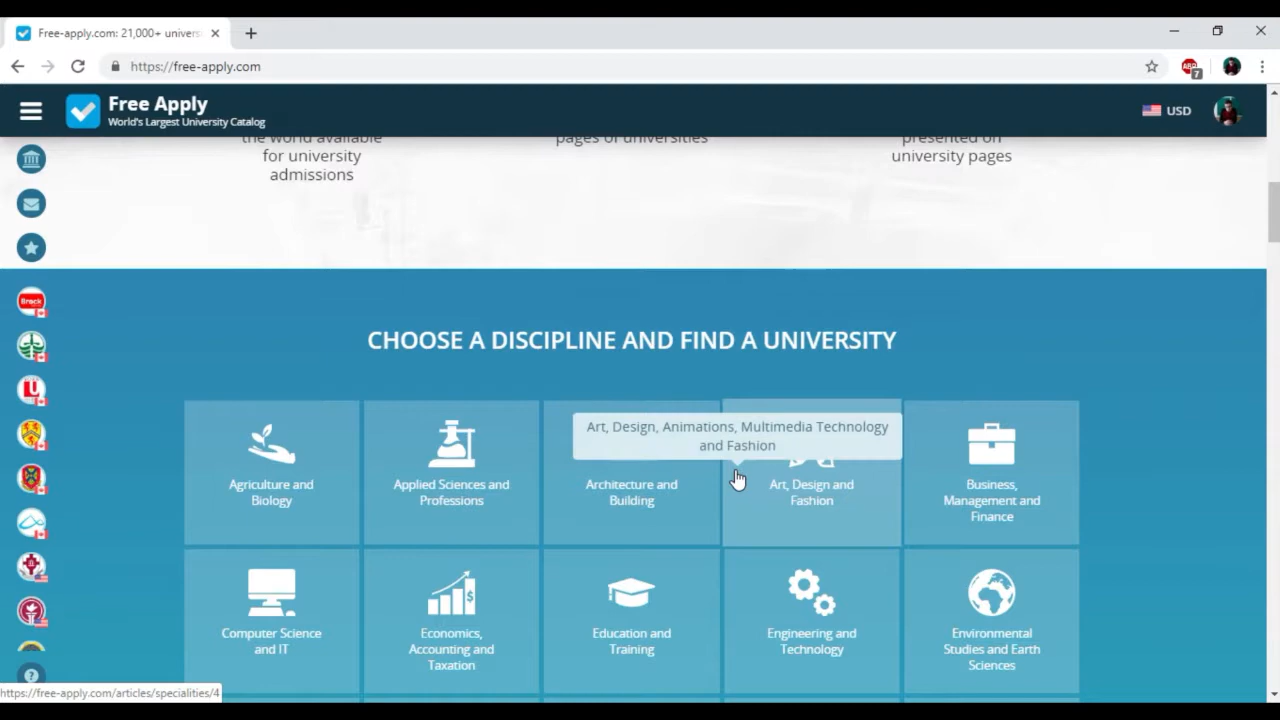 Free-apply.com: 21,000+ univers
https://free-apply.com
ABP
7
Free Apply
World's Largest University Catalog
USD
the world available
for university
admissions
pages of universities
presented on
university pages
Brock
CHOOSE A DISCIPLINE AND FIND A UNIVERSITY
Art, Design, Animations, Multimedia Technology
and Fashion
Agriculture and
Biology
Applied Sciences and
Professions
Architecture and
Building
Art, Design and
Fashion
Business,
Management and
Finance
Computer Science
and IT
Economics,
Accounting and
Taxation
Education and
Training
Engineering and
Technology
Environmental
Studies and Earth
Sciences
?
https://free-apply.com/articles/specialities/4